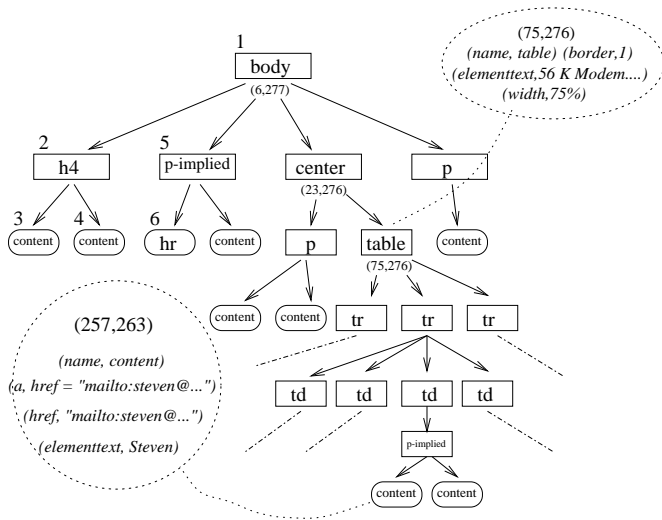 1
body
(6,277)
(75,276)
(name, table) (border,1)
(elementtext,56 K Modem....)
(width,75%)
2
h4
5
p-implied
center
(23,276)
p
3
content
4
content
6
hr
content
p
table
(75,276)
content
content
content
tr
tr
tr
(257,263)
(name, content)
(a, href = "mailto:steven@...")
(href, "mailto:steven@...")
(elementtext, Steven)
td
td
td
td
p-implied
content
content